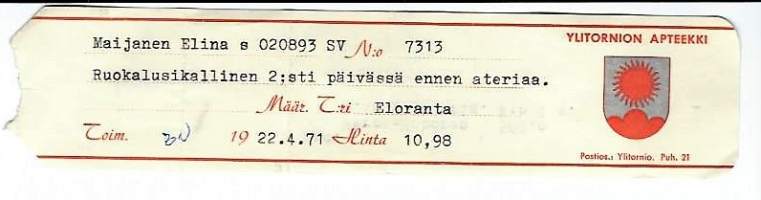 YLITORNION APTEEKKI
Maijanen Elina s 020893 SV N:o 7313
Ruokalusikallinen 2;sti päivässä ennen ateriaa.
Määr. T:ri Eloranta
Toim. 19 22.4.71 Hinta 10,98
Postios.: Ylitornio. Puh. 21